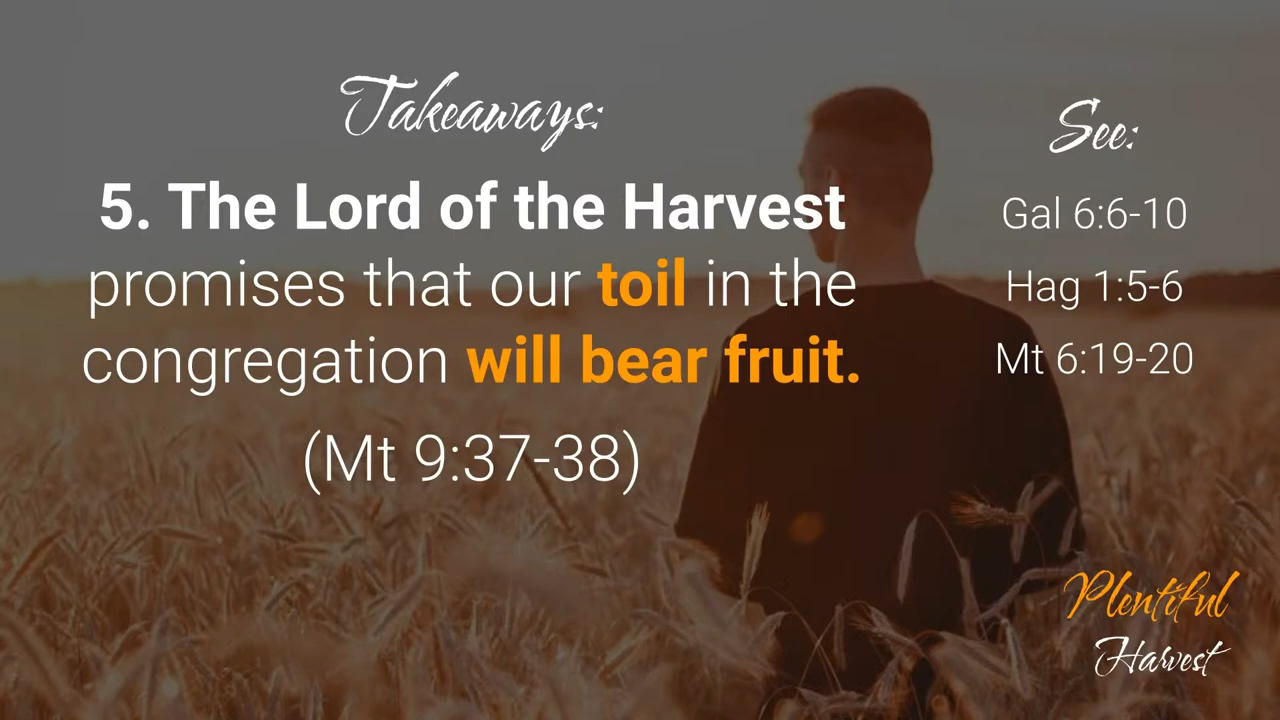 Takeaways:
5. The Lord of the Harvest
promises that our toil in the
congregation will bear fruit.
(Mt 9:37-38)
See:
Gal 6:6-10
Hag 1:5-6
Mt 6:19-20
Plentiful
Harvest